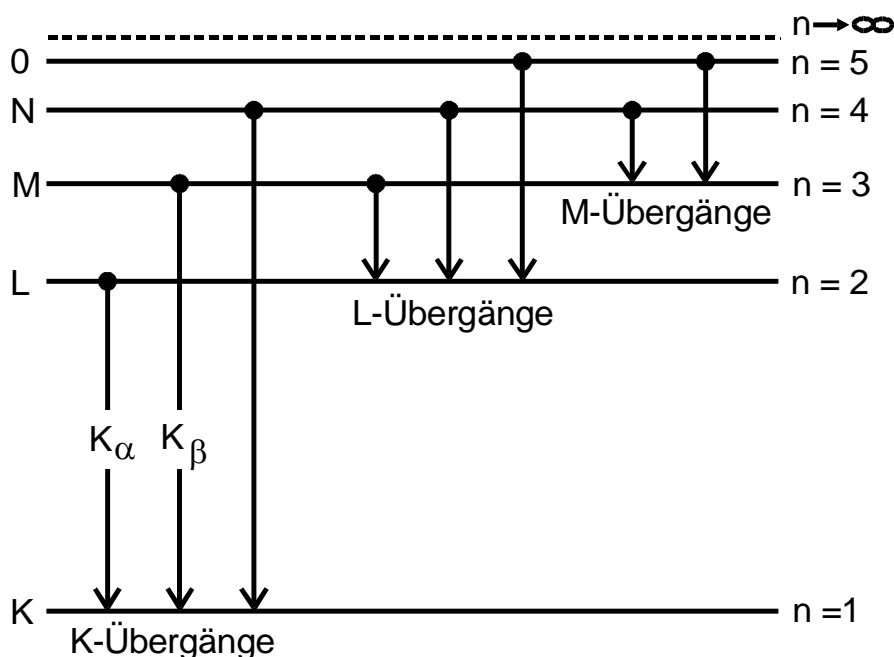 n→∞
0 n = 5
N n = 4
M n = 3
M-Übergänge
L n = 2
L-Übergänge
Kα Kβ
K n =1
K-Übergänge